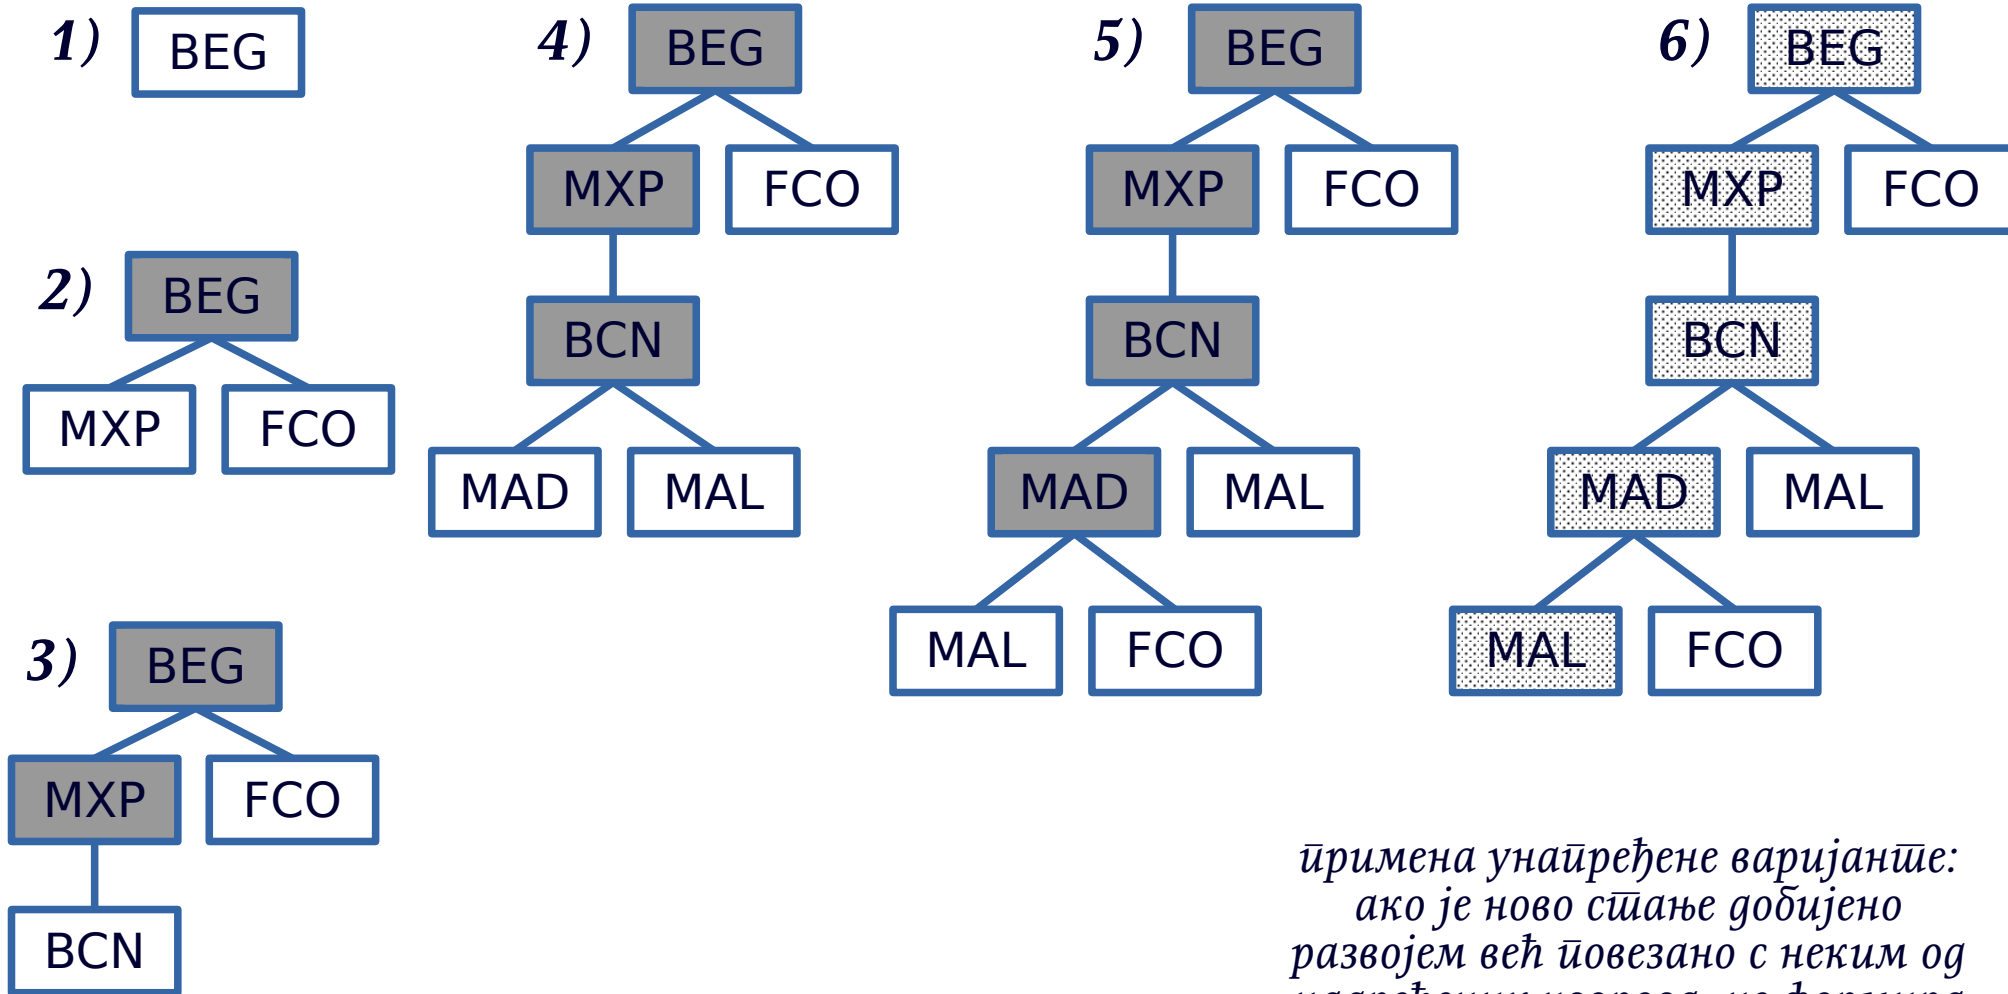 1)
BEG
2)
BEG
MXP FCO
3)
BEG
MXP FCO
BCN
4)
BEG
MXP FCO
BCN
MAD MAL
5)
BEG
MXP FCO
BCN
MAD MAL
MAL FCO
6)
BEG
MXP FCO
BCN
MAD MAL
MAL FCO
примена унапређене варијанте:
ако је ново стање добијено
развојем већ повезано с неким од